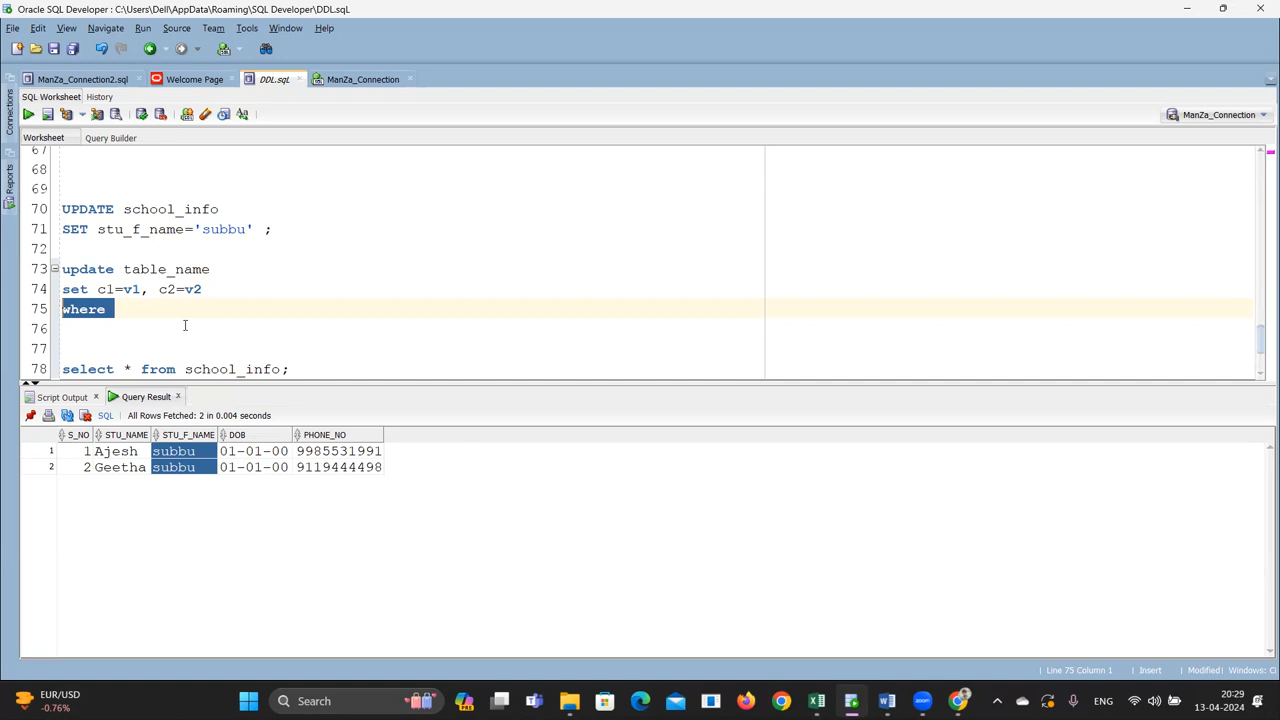 Oracle SQL Developer : C:\Users\Dell\AppData\Roaming\SQL Developer\DDL.sql
File Edit View Navigate Run Source Team Tools Window Help
ManZa_Connection2.sql Welcome Page DDL.sql ManZa_Connection
SQL Worksheet History
ManZa_Connection
Worksheet Query Builder
Connections
Reports
67
68
69
70 UPDATE school_info
71 SET stu_f_name='subbu' ;
72
73 update table_name
74 set c1=v1, c2=v2
75 where
76
77
78 select * from school_info;
Script Output Query Result
SQL All Rows Fetched: 2 in 0.004 seconds
S_NO STU_NAME STU_F_NAME DOB PHONE_NO
1 1 Ajesh subbu 01-01-00 9985531991
2 2 Geetha subbu 01-01-00 9119444498
Line 75 Column 1 Insert Modified Windows: C
EUR/USD
-0.76%
Search
PRE
ENG
20:29
13-04-2024